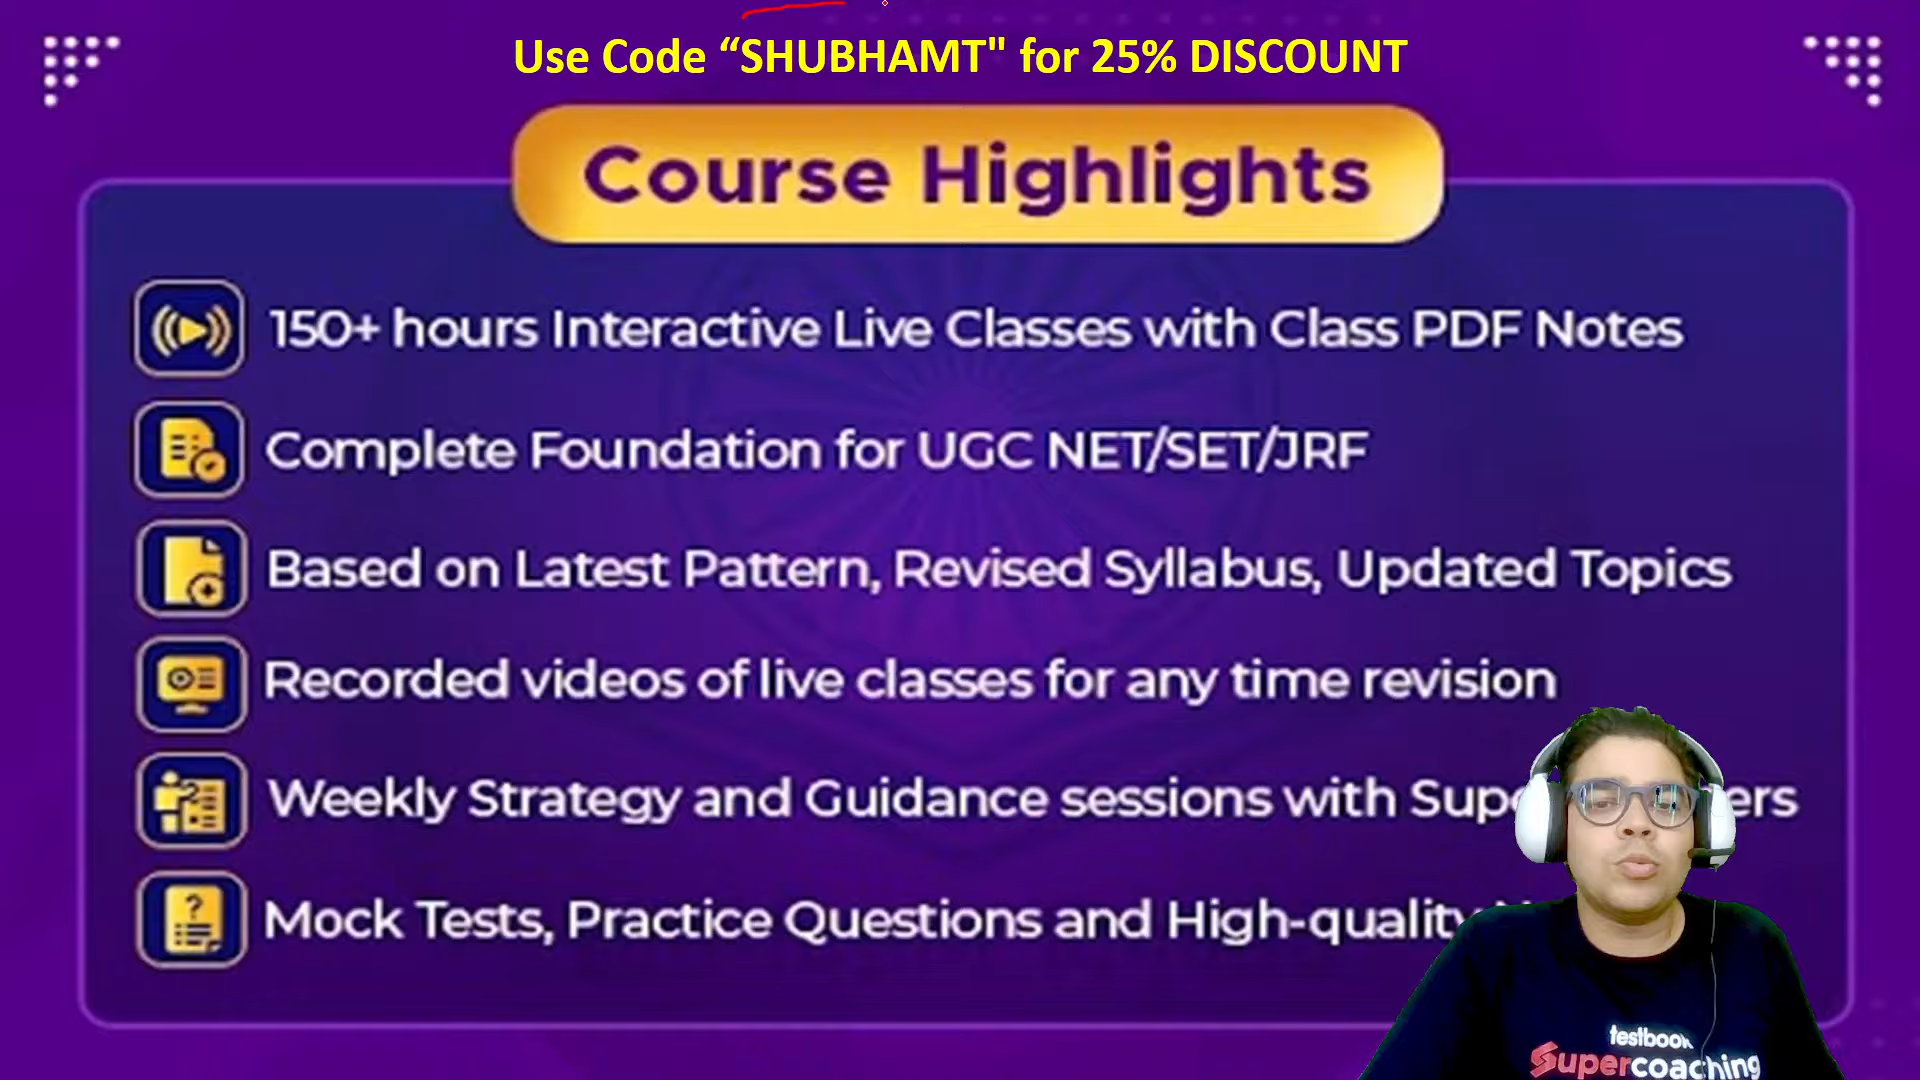 Use Code “SHUBHAMT" for 25% DISCOUNT
Course Highlights
150+ hours Interactive Live Classes with Class PDF Notes
Complete Foundation for UGC NET/SET/JRF
Based on Latest Pattern, Revised Syllabus, Updated Topics
Recorded videos of live classes for any time revision
Weekly Strategy and Guidance sessions with
Mock Tests, Practice Questions and High-quality
testbook
Supercoaching